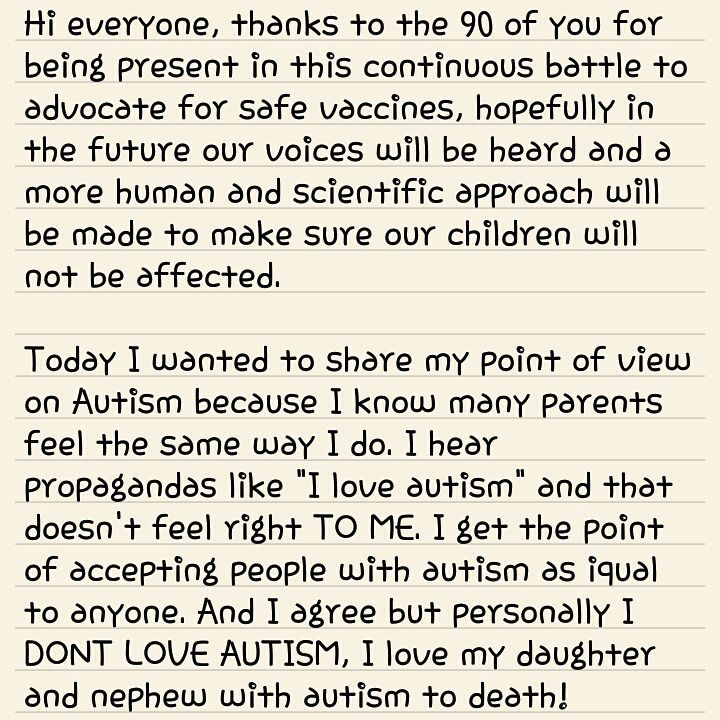 Hi everyone, thanks to the 90 of you for
being present in this continuous battle to
advocate for safe vaccines, hopefully in
the future our voices will be heard and a
more human and scientific approach will
be made to make sure our children will
not be affected.
Today I wanted to share my point of view
on Autism because I know many parents
feel the same way I do. I hear
propagandas like "I love autism" and that
doesn't feel right TO ME. I get the point
of accepting people with autism as iqual
to anyone. And I agree but personally I
DONT LOVE AUTISM, I love my daughter
and nephew with autism to death!